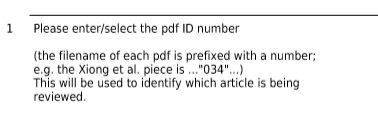 1 Please enter/select the pdf ID number
(the filename of each pdf is prefixed with a number;
e.g. the Xiong et al. piece is ..."034"...)
This will be used to identify which article is being
reviewed.